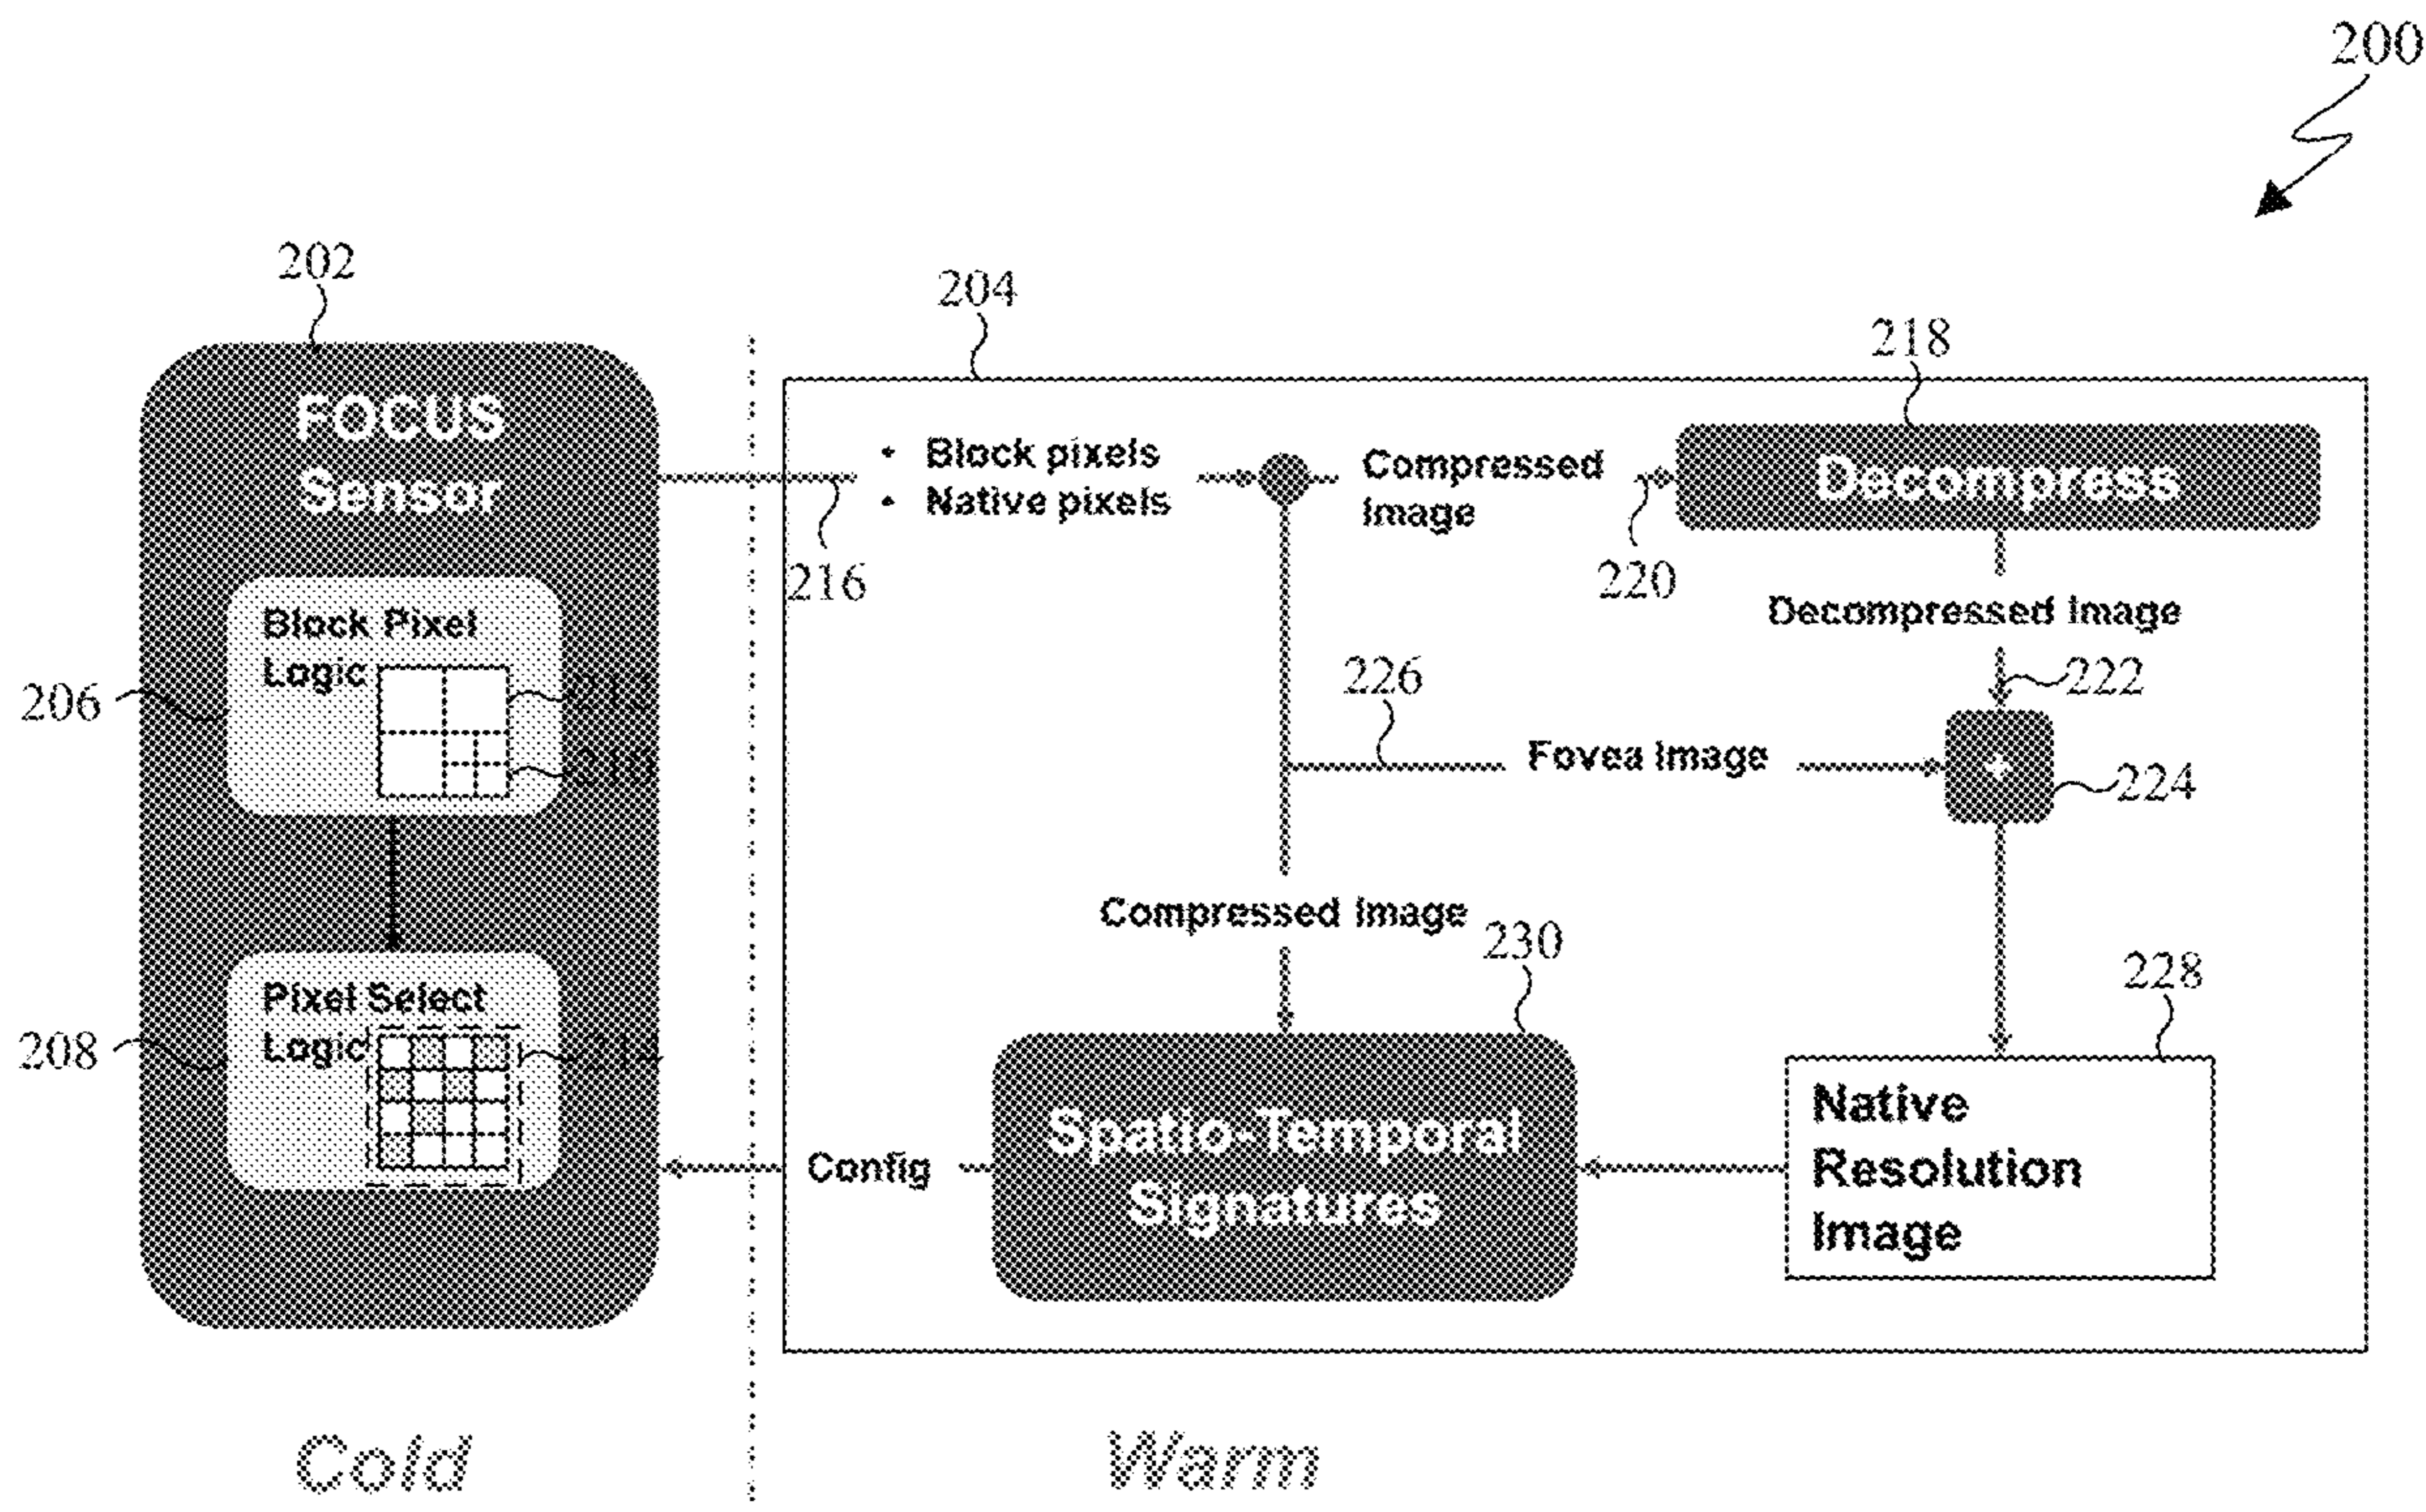 200
202
204
218
FOCUS
Sensor
• Block pixels
• Native pixels
Compressed
Image
Decompress
216
220
Block Pixel
Logic
206
Decompressed Image
226
222
Fovea Image
+
224
Compressed Image
230
228
Pixel Select
Logic
208
Spatio-Temporal
Signatures
Config
Native
Resolution
Image
Cold
Warm